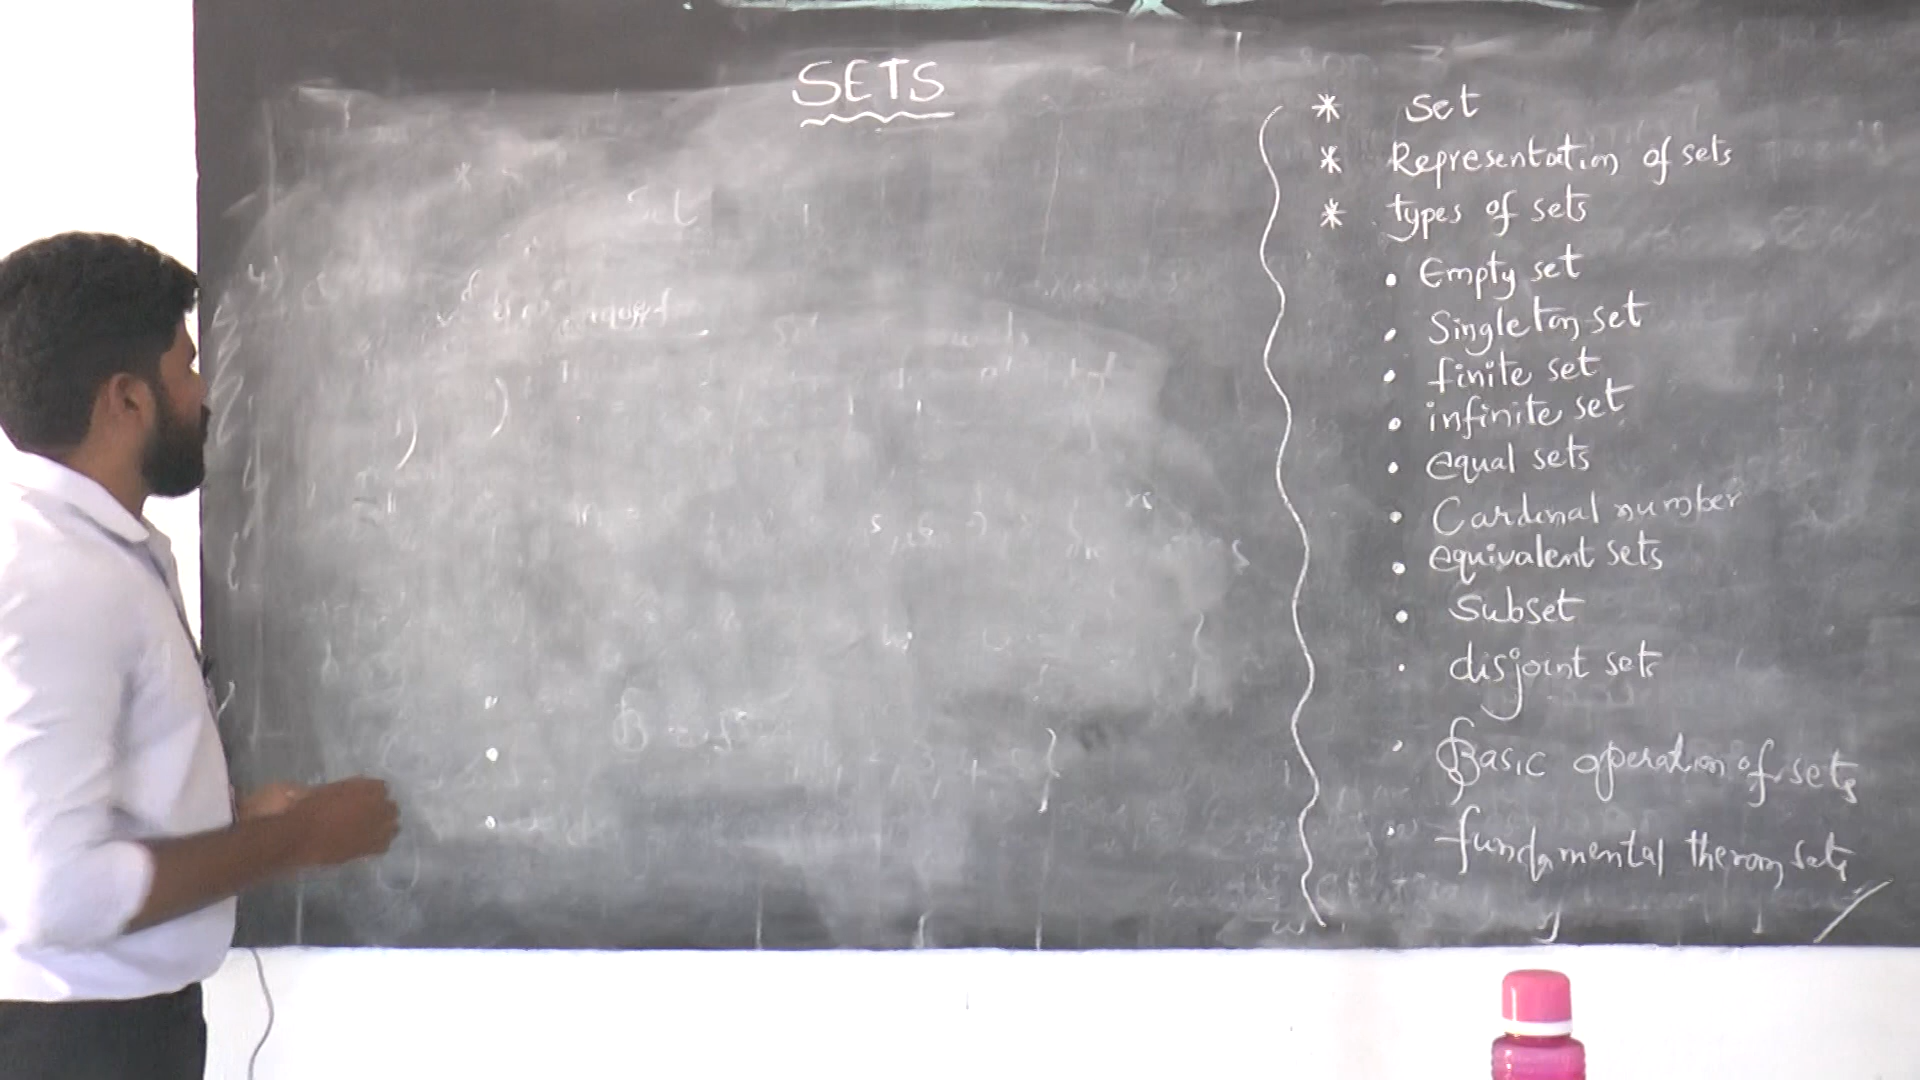 SETS
* Set
* Representation of sets
* types of sets
• Empty set
• Singleton set
• finite set
• infinite set
• equal sets
• Cardinal number
• equivalent sets
• Subset
• disjoint sets
• Basic operation of sets
• fundamental therom sets